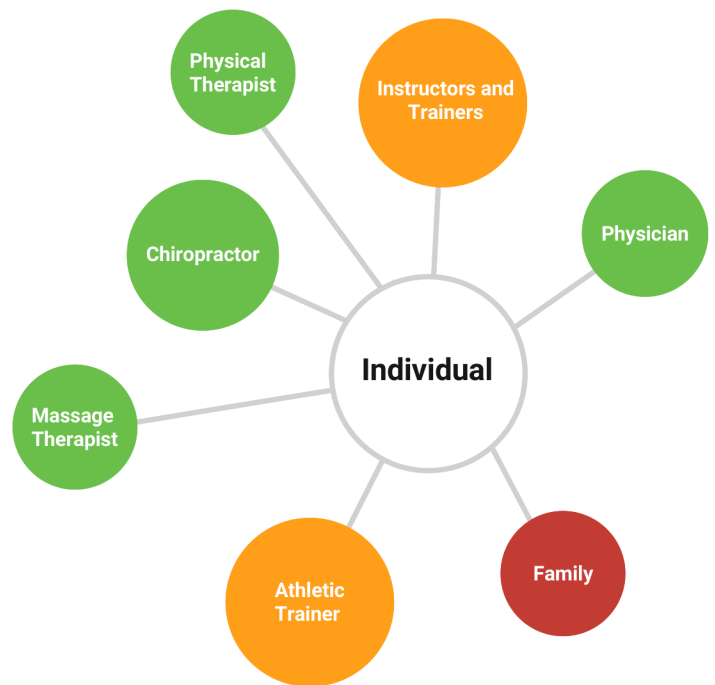 Physical
Therapist
Instructors and
Trainers
Physician
Chiropractor
Individual
Massage
Therapist
Athletic
Trainer
Family